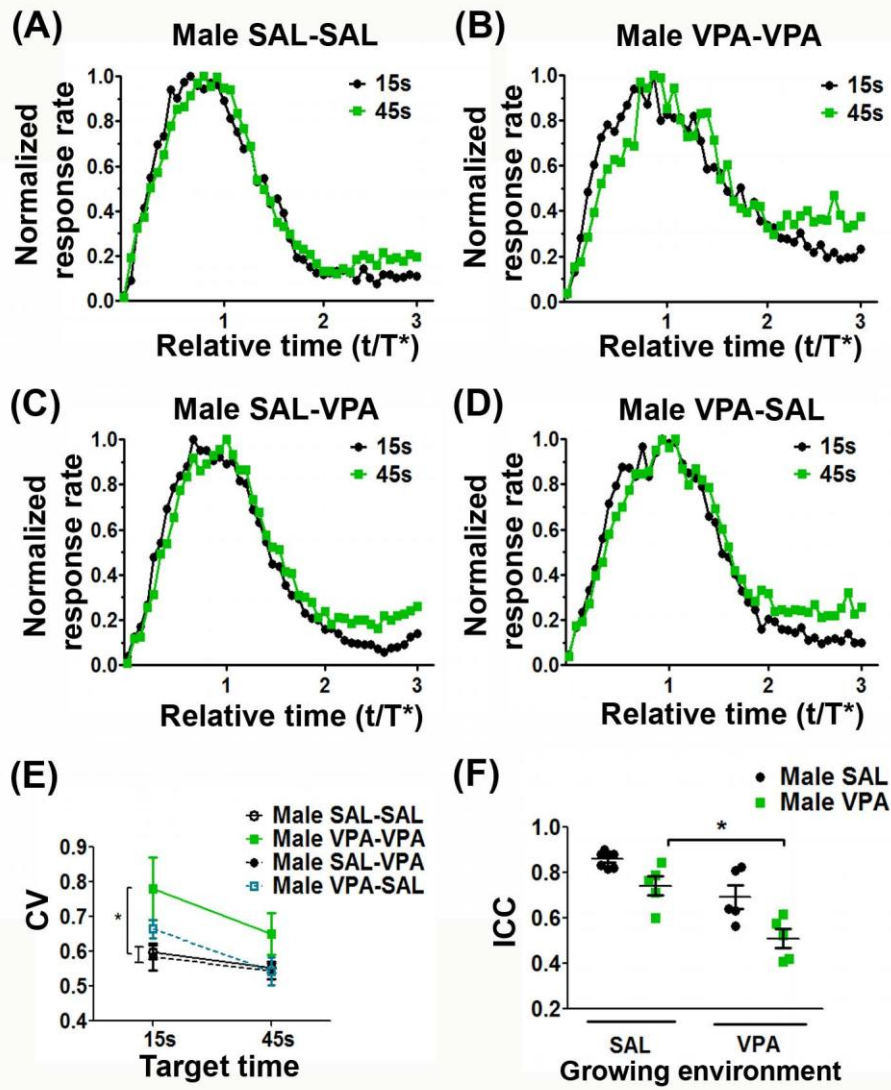 (A)
Male SAL-SAL
Normalized
response rate
1.0
0.8
0.6
0.4
0.2
0.0
15s
45s
1
2
3
Relative time (t/T*)
(B)
Male VPA-VPA
Normalized
response rate
1.0
0.8
0.6
0.4
0.2
0.0
15s
45s
1
2
3
Relative time (t/T*)
(C)
Male SAL-VPA
Normalized
response rate
1.0
0.8
0.6
0.4
0.2
0.0
15s
45s
1
2
3
Relative time (t/T*)
(D)
Male VPA-SAL
Normalized
response rate
1.0
0.8
0.6
0.4
0.2
0.0
15s
45s
1
2
3
Relative time (t/T*)
(E)
Male SAL-SAL
Male VPA-VPA
Male SAL-VPA
Male VPA-SAL
CV
0.9
0.8
0.7
0.6
0.5
0.4
*
15s
45s
Target time
(F)
Male SAL
Male VPA
ICC
1.0
0.8
0.6
0.4
0.2
*
SAL
VPA
Growing environment